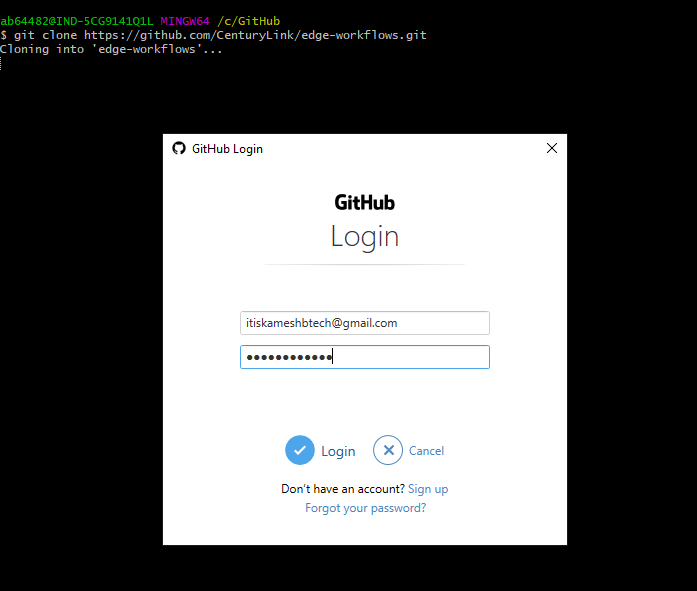 ab64482@IND-5CG9141Q1L MINGW64 /c/GitHub
$ git clone https://github.com/CenturyLink/edge-workflows.git
Cloning into 'edge-workflows'...
GitHub Login
GitHub
Login
itiskameshbtech@gmail.com
●●●●●●●●●●●●
Login Cancel
Don't have an account? Sign up
Forgot your password?